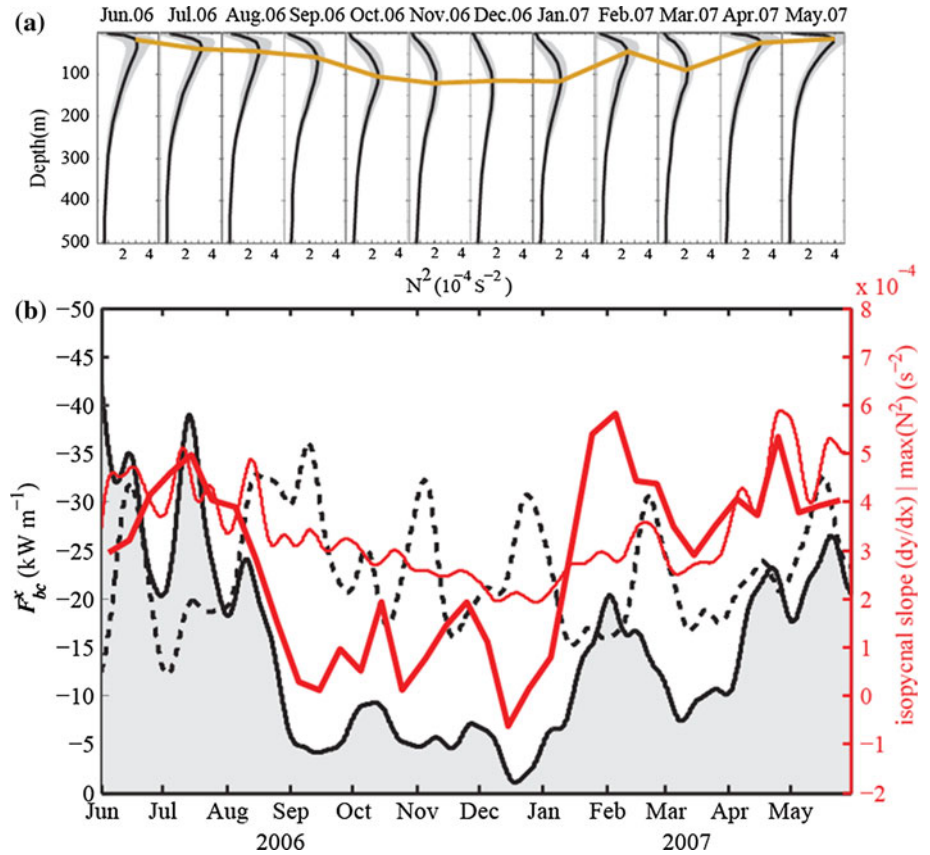 (a)
Jun.06 Jul.06 Aug.06 Sep.06 Oct.06 Nov.06 Dec.06 Jan.07 Feb.07 Mar.07 Apr.07 May.07
Depth(m)
100
200
300
400
500
2 4 2 4 2 4 2 4 2 4 2 4 2 4 2 4 2 4 2 4 2 4 2 4
N² (10⁻⁴ S⁻²)
(b)
x 10⁻⁴
F_bc^x (kW m⁻¹)
−50
−45
−40
−35
−30
−25
−20
−15
−10
−5
0
8
7
6
5
4
3
2
1
0
−1
−2
isopycnal slope (dy/dx) | max(N²) (s⁻²)
Jun Jul Aug Sep Oct Nov Dec Jan Feb Mar Apr May
2006 2007